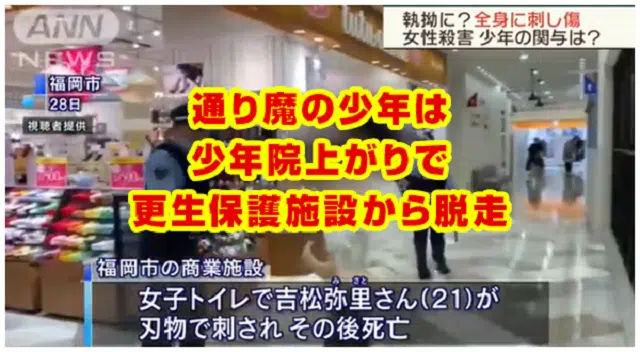 ANN
NEWS
執拗に?全身に刺し傷
女性殺害 少年の関与は?
福岡市
28日
視聴者提供
通り魔の少年は
少年院上がりで
更生保護施設から脱走
福岡市の商業施設
み さと
女子トイレで吉松弥里さん(21)が
刃物で刺され その後死亡